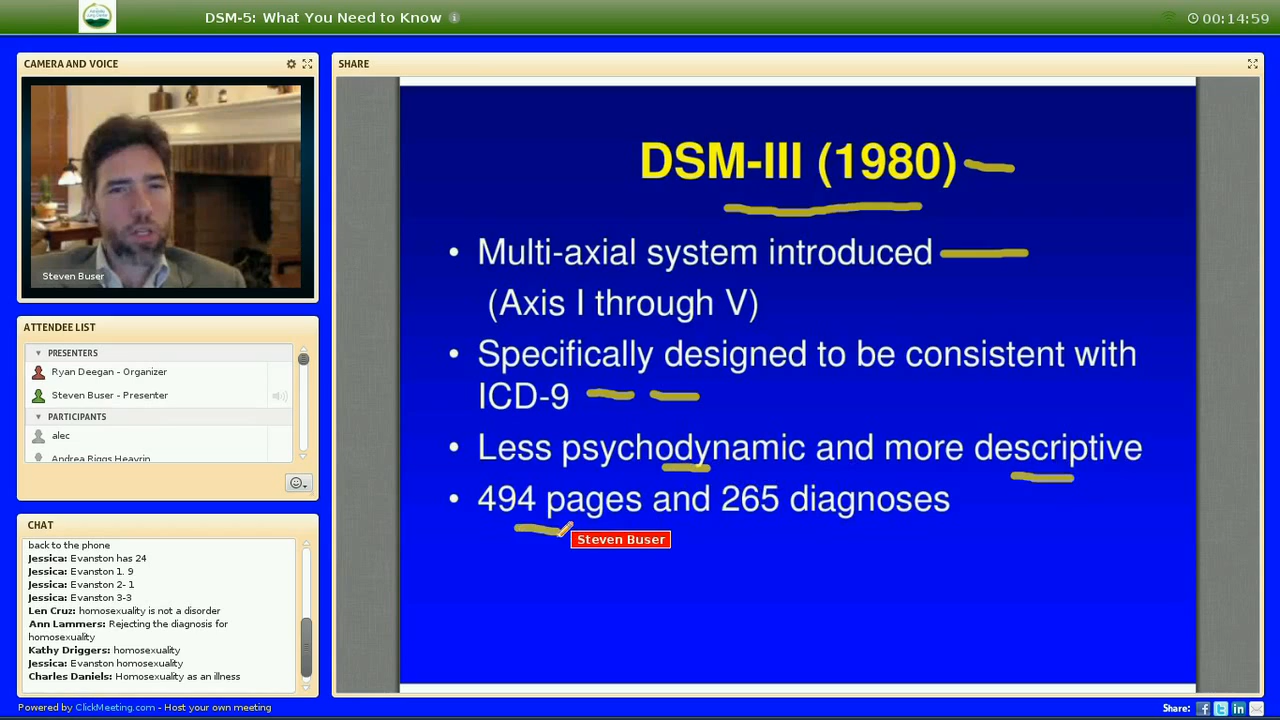 DSM-5: What You Need to Know
00:14:59
CAMERA AND VOICE
Steven Buser
ATTENDEE LIST
PRESENTERS
Ryan Deegan - Organizer
Steven Buser - Presenter
PARTICIPANTS
alec
Andrea Riggs Heavrin
CHAT
back to the phone
Jessica: Evanston has 24
Jessica: Evanston 1. 9
Jessica: Evanston 2- 1
Jessica: Evanston 3-3
Len Cruz: homosexuality is not a disorder
Ann Lammers: Rejecting the diagnosis for
homosexuality
Kathy Driggers: homosexuality
Jessica: Evanston homosexuality
Charles Daniels: Homosexuality as an illness
SHARE
DSM-III (1980)
• Multi-axial system introduced
(Axis I through V)
• Specifically designed to be consistent with
ICD-9
• Less psychodynamic and more descriptive
• 494 pages and 265 diagnoses
Steven Buser
Powered by ClickMeeting.com - Host your own meeting
Share: